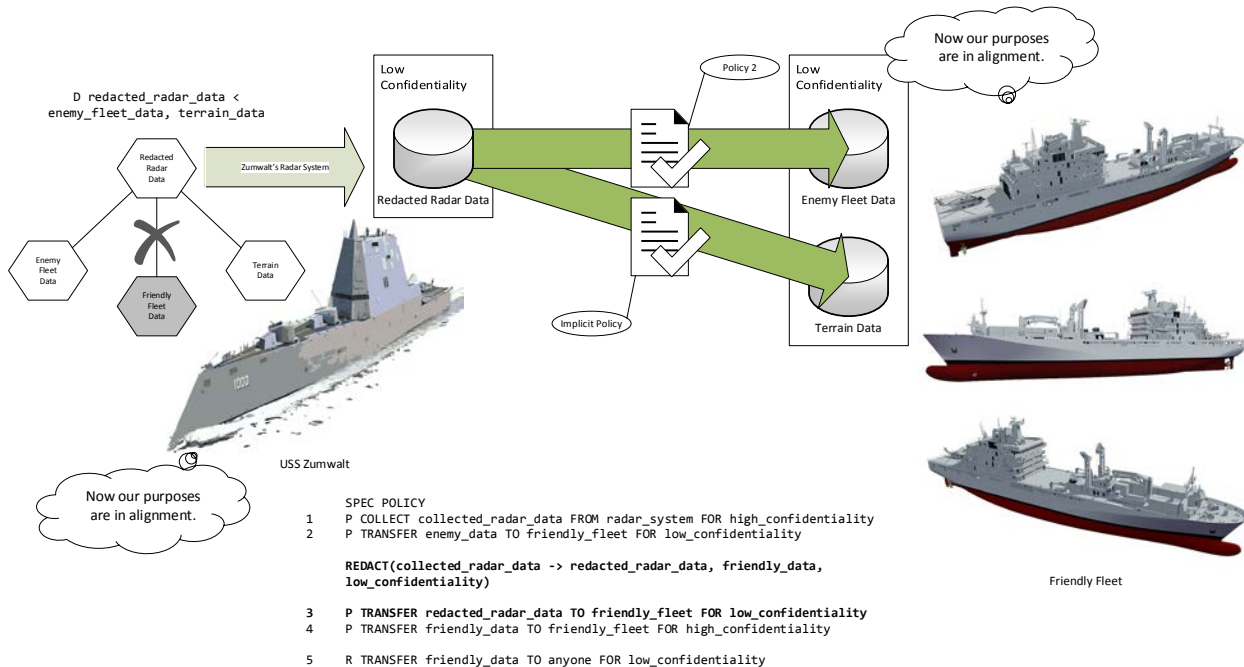 Now our purposes
are in alignment.
Policy 2
Low
Confidentiality
Low
Confidentiality
D redacted_radar_data <
enemy_fleet_data, terrain_data
Redacted
Radar
Data
Zumwalt's Radar System
Redacted Radar Data
Enemy Fleet Data
Enemy
Fleet
Data
Terrain
Data
Friendly
Fleet
Data
Implicit Policy
Terrain Data
1000
USS Zumwalt
Now our purposes
are in alignment.
SPEC POLICY
1 P COLLECT collected_radar_data FROM radar_system FOR high_confidentiality
2 P TRANSFER enemy_data TO friendly_fleet FOR low_confidentiality
REDACT(collected_radar_data -> redacted_radar_data, friendly_data,
low_confidentiality)
3 P TRANSFER redacted_radar_data TO friendly_fleet FOR low_confidentiality
4 P TRANSFER friendly_data TO friendly_fleet FOR high_confidentiality
5 R TRANSFER friendly_data TO anyone FOR low_confidentiality
Friendly Fleet